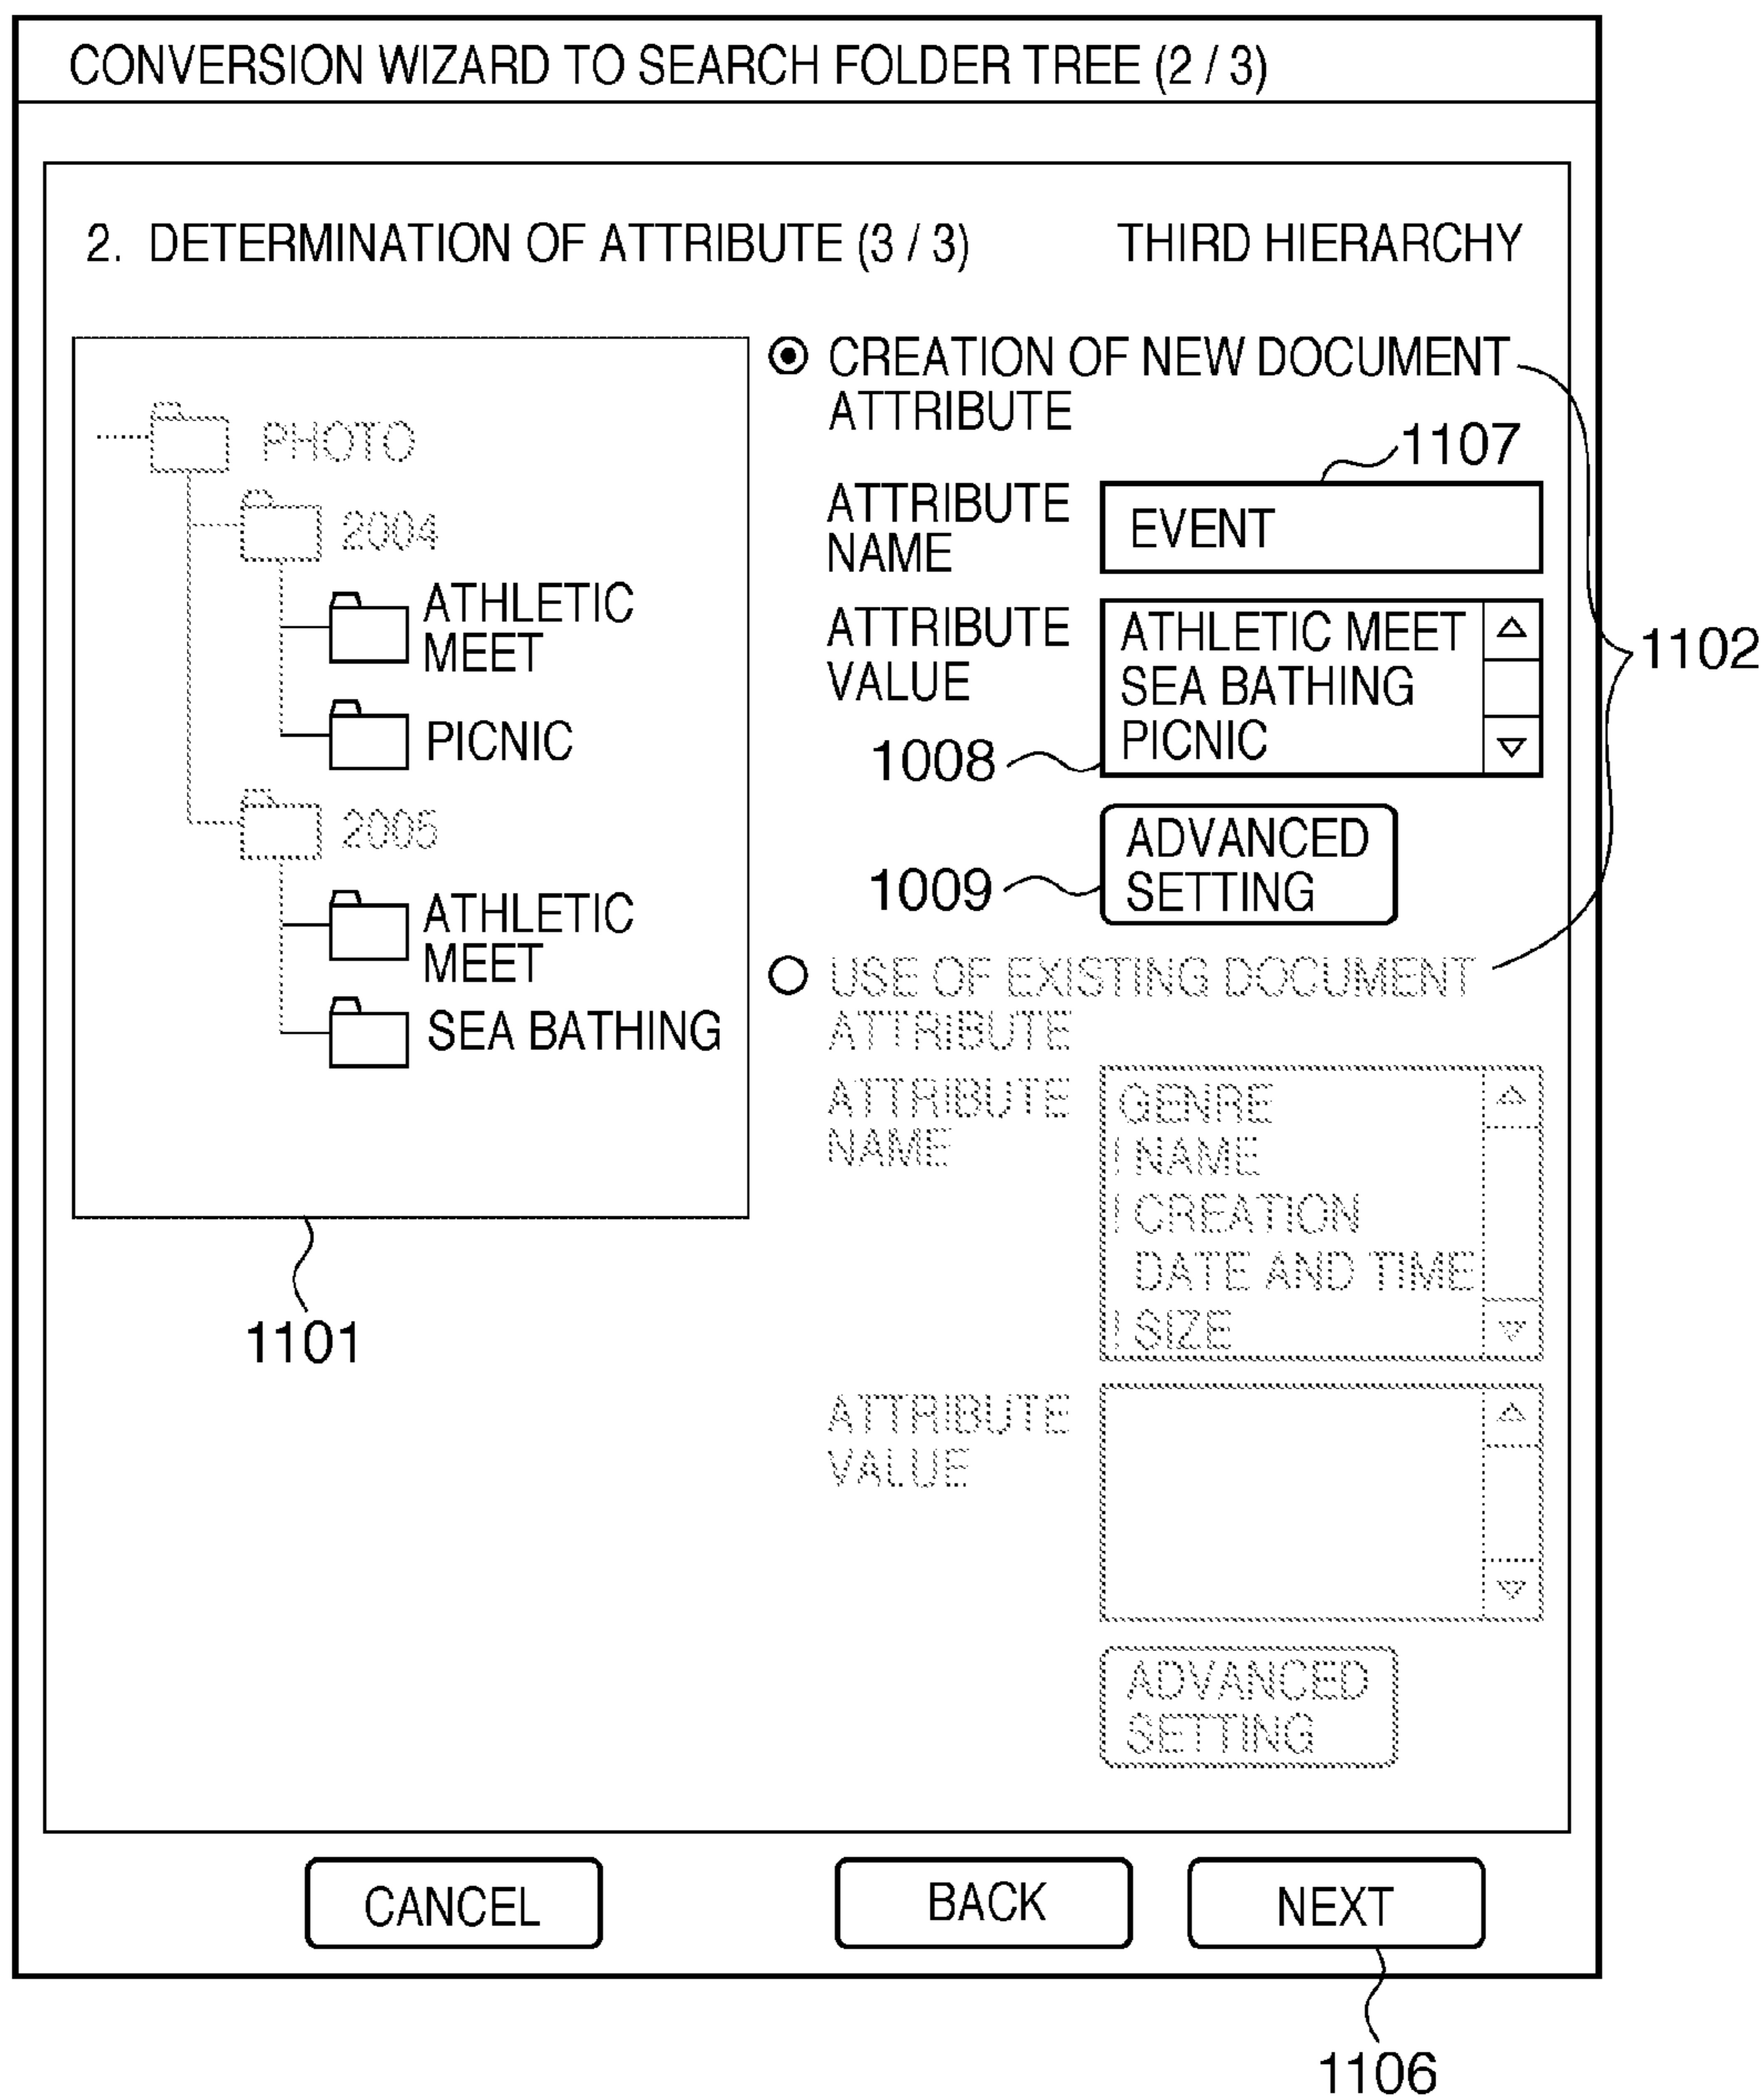 CONVERSION WIZARD TO SEARCH FOLDER TREE (2 / 3)
2. DETERMINATION OF ATTRIBUTE (3 / 3) THIRD HIERARCHY
PHOTO
2004
ATHLETIC
MEET
PICNIC
2005
ATHLETIC
MEET
SEA BATHING
1101
CREATION OF NEW DOCUMENT
ATTRIBUTE
1107
ATTRIBUTE
NAME
EVENT
ATTRIBUTE
VALUE
ATHLETIC MEET
SEA BATHING
PICNIC
1102
1008
ADVANCED
SETTING
1009
USE OF EXISTING DOCUMENT
ATTRIBUTE
ATTRIBUTE
NAME
GENRE
! NAME
! CREATION
DATE AND TIME
! SIZE
ATTRIBUTE
VALUE
ADVANCED
SETTING
CANCEL BACK NEXT
1106